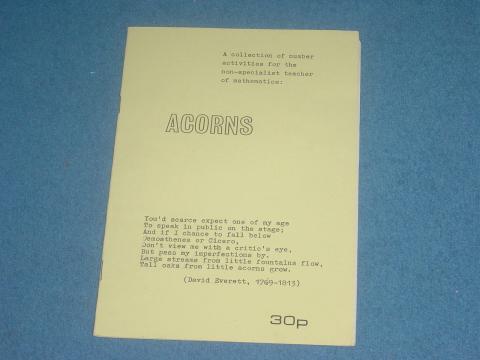 A collection of number
activities for the
non-specialist teacher
of mathematics:
ACORNS
You'd scarce expect one of my age
To speak in public on the stage;
And if I chance to fall below
Demosthenes or Cicero,
Don't view me with a critic's eye,
But pass my imperfections by.
Large streams from little fountains flow,
Tall oaks from little acorns grow.
(David Everett, 1769-1813)
30p